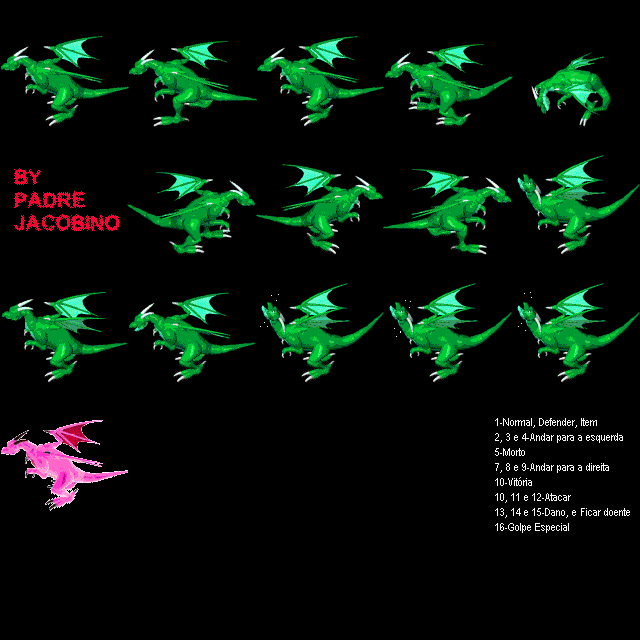 BY
PADRE
JACOBINO
1-Normal, Defender, Item
2, 3 e 4-Andar para a esquerda
5-Morto
7, 8 e 9-Andar para a direita
10-Vitória
10, 11 e 12-Atacar
13, 14 e 15-Dano, e Ficar doente
16-Golpe Especial